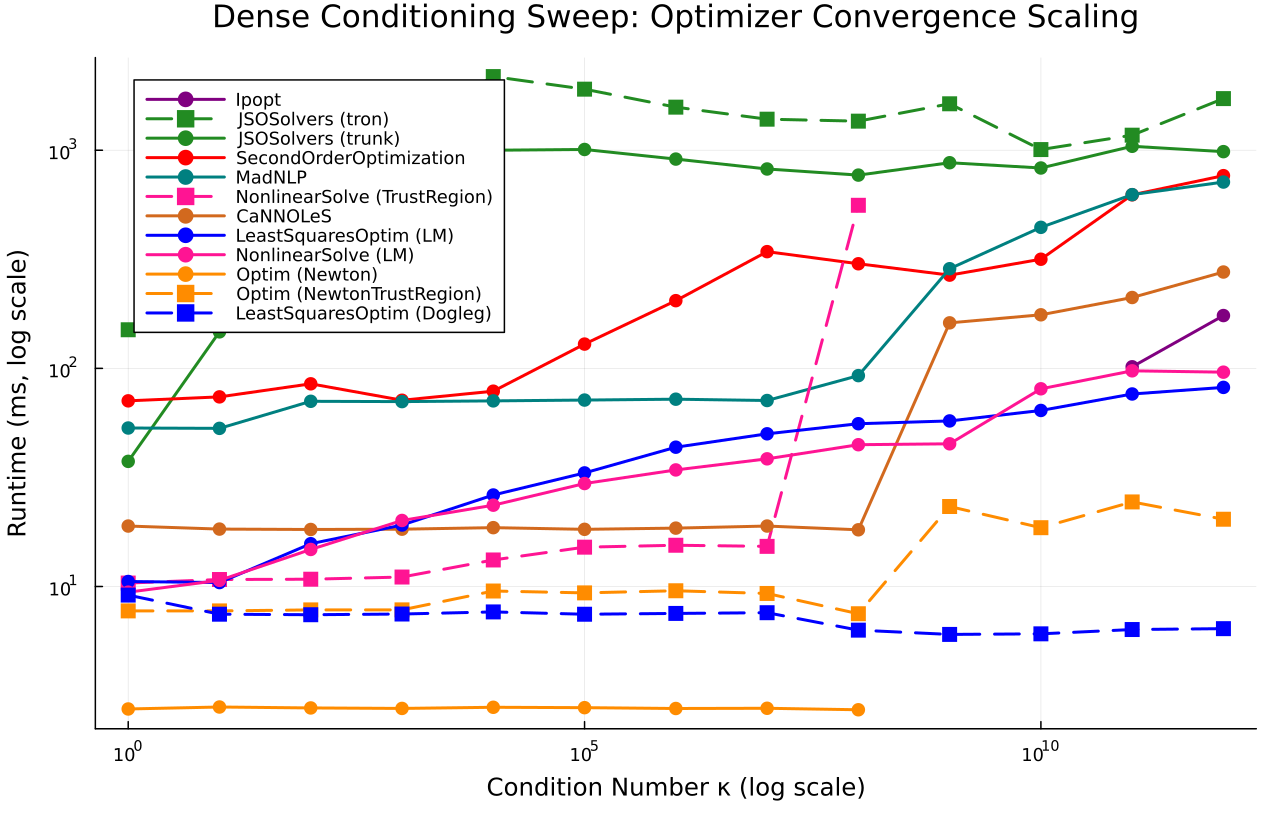 Dense Conditioning Sweep: Optimizer Convergence Scaling
Ipopt
JSOSolvers (tron)
JSOSolvers (trunk)
SecondOrderOptimization
MadNLP
NonlinearSolve (TrustRegion)
CaNNOLeS
LeastSquaresOptim (LM)
NonlinearSolve (LM)
Optim (Newton)
Optim (NewtonTrustRegion)
LeastSquaresOptim (Dogleg)
Runtime (ms, log scale)
10³
10²
10¹
10⁰ 10⁵ 10¹⁰
Condition Number κ (log scale)